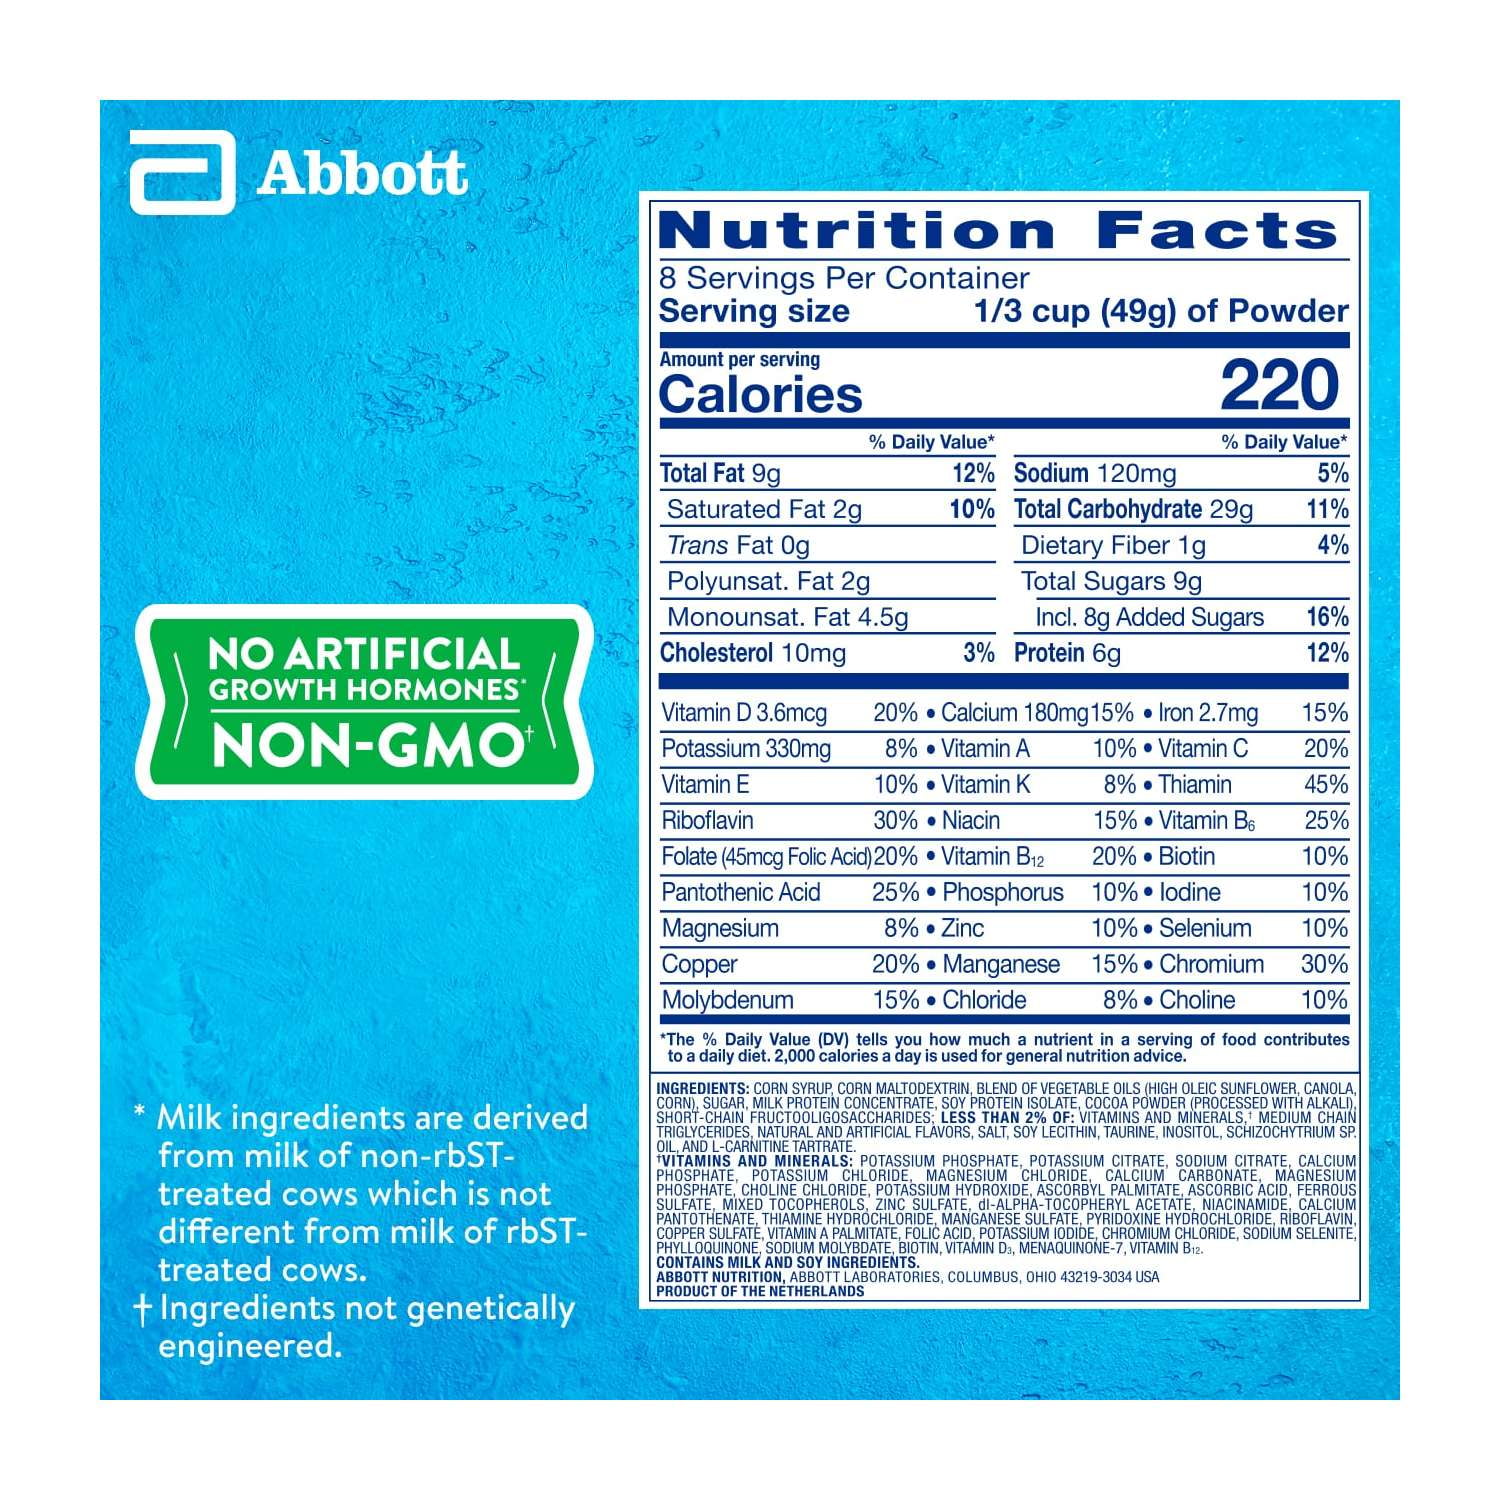 Abbott
NO ARTIFICIAL
GROWTH HORMONES*
NON-GMO†
* Milk ingredients are derived
from milk of non-rbST-
treated cows which is not
different from milk of rbST-
treated cows.
† Ingredients not genetically
engineered.
Nutrition Facts
8 Servings Per Container
Serving size 1/3 cup (49g) of Powder
Amount per serving
Calories 220
% Daily Value* % Daily Value*
Total Fat 9g 12% Sodium 120mg 5%
Saturated Fat 2g 10% Total Carbohydrate 29g 11%
Trans Fat 0g Dietary Fiber 1g 4%
Polyunsat. Fat 2g Total Sugars 9g
Monounsat. Fat 4.5g Incl. 8g Added Sugars 16%
Cholesterol 10mg 3% Protein 6g 12%
Vitamin D 3.6mcg 20% • Calcium 180mg 15% • Iron 2.7mg 15%
Potassium 330mg 8% • Vitamin A 10% • Vitamin C 20%
Vitamin E 10% • Vitamin K 8% • Thiamin 45%
Riboflavin 30% • Niacin 15% • Vitamin B6 25%
Folate (45mcg Folic Acid) 20% • Vitamin B12 20% • Biotin 10%
Pantothenic Acid 25% • Phosphorus 10% • Iodine 10%
Magnesium 8% • Zinc 10% • Selenium 10%
Copper 20% • Manganese 15% • Chromium 30%
Molybdenum 15% • Chloride 8% • Choline 10%
*The % Daily Value (DV) tells you how much a nutrient in a serving of food contributes
to a daily diet. 2,000 calories a day is used for general nutrition advice.
INGREDIENTS: CORN SYRUP, CORN MALTODEXTRIN, BLEND OF VEGETABLE OILS (HIGH OLEIC SUNFLOWER, CANOLA,
CORN), SUGAR, MILK PROTEIN CONCENTRATE, SOY PROTEIN ISOLATE, COCOA POWDER (PROCESSED WITH ALKALI),
SHORT-CHAIN FRUCTOOLIGOSACCHARIDES; LESS THAN 2% OF: VITAMINS AND MINERALS,† MEDIUM CHAIN
TRIGLYCERIDES, NATURAL AND ARTIFICIAL FLAVORS, SALT, SOY LECITHIN, TAURINE, INOSITOL, SCHIZOCHYTRIUM SP.
OIL, AND L-CARNITINE TARTRATE.
†VITAMINS AND MINERALS: POTASSIUM PHOSPHATE, POTASSIUM CITRATE, SODIUM CITRATE, CALCIUM
PHOSPHATE, POTASSIUM CHLORIDE, MAGNESIUM CHLORIDE, CALCIUM CARBONATE, MAGNESIUM
PHOSPHATE, CHOLINE CHLORIDE, POTASSIUM HYDROXIDE, ASCORBYL PALMITATE, ASCORBIC ACID, FERROUS
SULFATE, MIXED TOCOPHEROLS, ZINC SULFATE, dl-ALPHA-TOCOPHERYL ACETATE, NIACINAMIDE, CALCIUM
PANTOTHENATE, THIAMINE HYDROCHLORIDE, MANGANESE SULFATE, PYRIDOXINE HYDROCHLORIDE, RIBOFLAVIN,
COPPER SULFATE, VITAMIN A PALMITATE, FOLIC ACID, POTASSIUM IODIDE, CHROMIUM CHLORIDE, SODIUM SELENITE,
PHYLLOQUINONE, SODIUM MOLYBDATE, BIOTIN, VITAMIN D3, MENAQUINONE-7, VITAMIN B12.
CONTAINS MILK AND SOY INGREDIENTS.
ABBOTT NUTRITION, ABBOTT LABORATORIES, COLUMBUS, OHIO 43219-3034 USA
PRODUCT OF THE NETHERLANDS